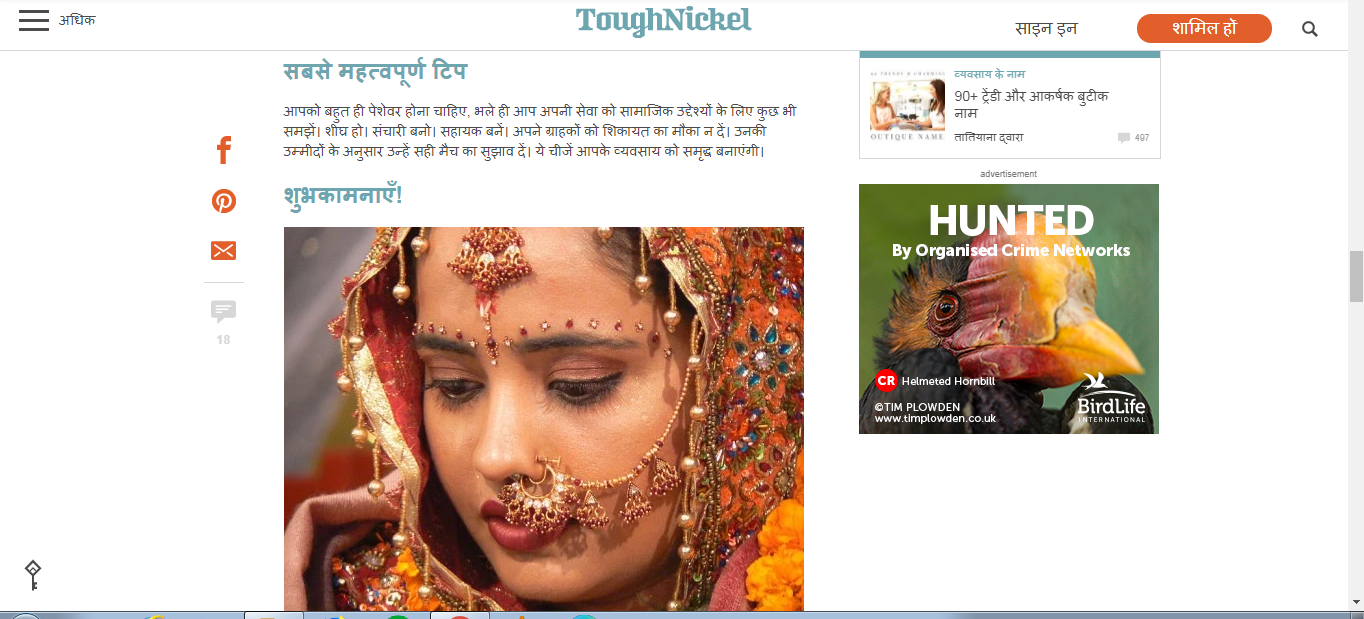 अधिक
ToughNickel
साइन इन
शामिल हों
सबसे महत्वपूर्ण टिप
आपको बहुत ही पेशेवर होना चाहिए, भले ही आप अपनी सेवा को सामाजिक उद्देश्यों के लिए कुछ भी
समझें। शीघ्र हो। संचारी बनो। सहायक बनें। अपने ग्राहकों को शिकायत का मौका न दें। उनकी
उम्मीदों के अनुसार उन्हें सही मैच का सुझाव दें। ये चीजें आपके व्यवसाय को समृद्ध बनाएंगी।
शुभकामनाएँ!
18
व्यवसाय के नाम
90+ ट्रेंडी और आकर्षक बुटीक
नाम
तातियाना द्वारा
497
OUTIQUE NAME
advertisement
HUNTED
By Organised Crime Networks
CR Helmeted Hornbill
©TIM PLOWDEN
www.timplowden.co.uk
BirdLife
INTERNATIONAL